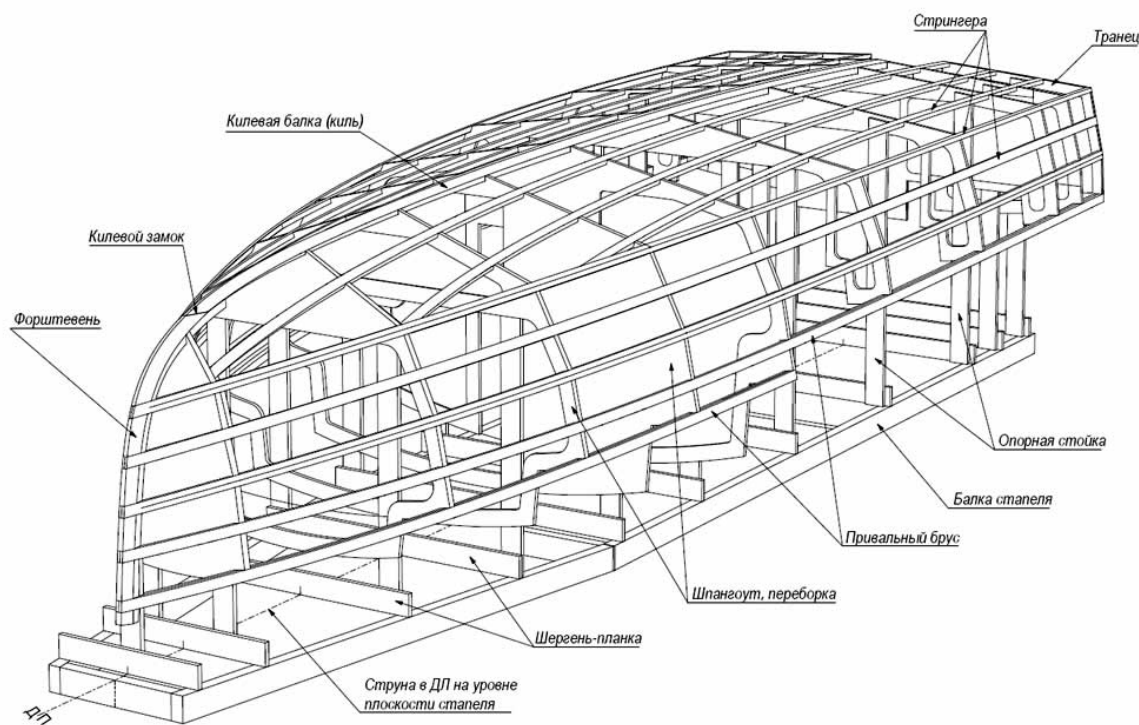 Стрингера
Транец
Килевая балка (киль)
Килевой замок
Форштевень
Опорная стойка
Балка стапеля
Привальный брус
Шпангоут, переборка
Шергень-планка
Струна в ДП на уровне
плоскости стапеля
ДП